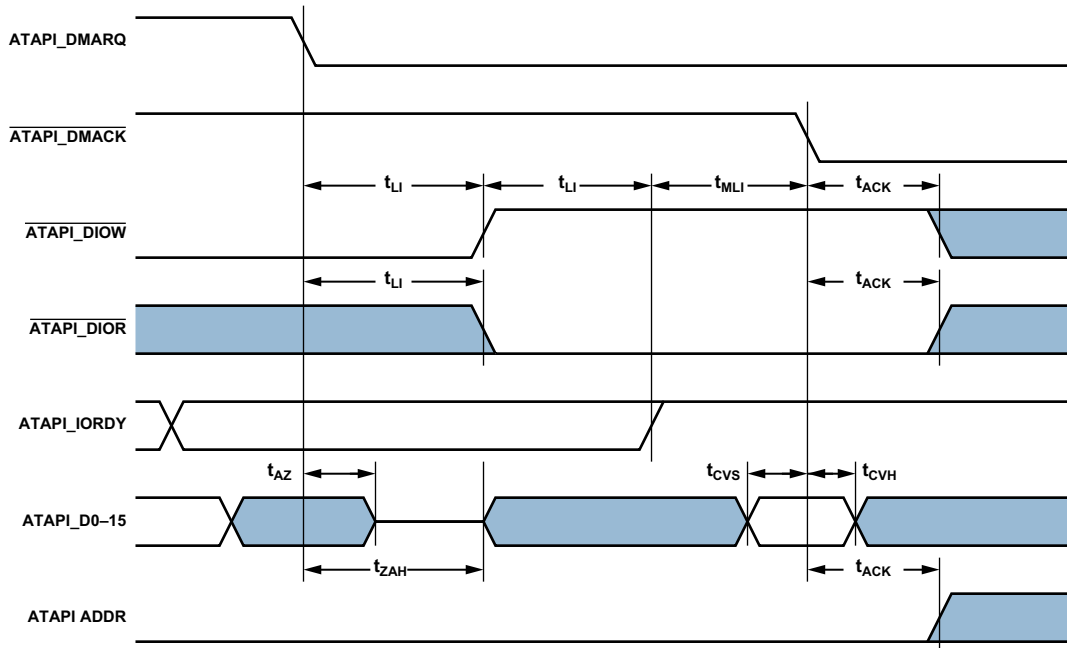 ATAPI_DMARQ
ATAPI_DMACK
tLI tLI tMLI tACK
ATAPI_DIOW
tLI tACK
ATAPI_DIOR
ATAPI_IORDY
tAZ tCVS tCVH
ATAPI_D0–15
tZAH tACK
ATAPI ADDR